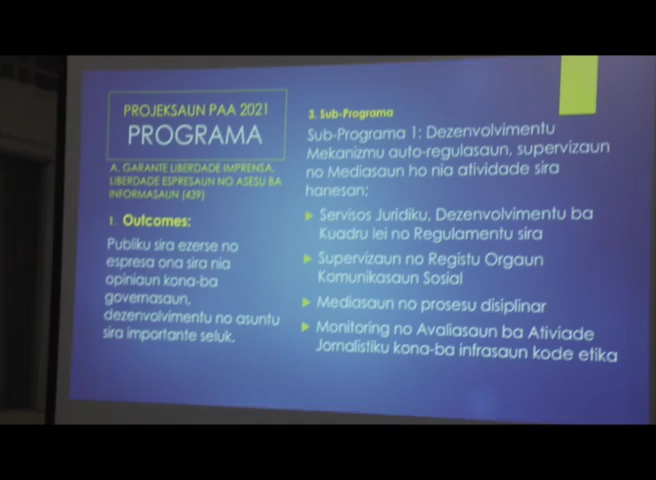 PROJEKSAUN PAA 2021
PROGRAMA
A. GARANTE LIBERDADE IMPRENSA,
LIBERDADE ESPRESAUN NO ASESU BA
INFORMASAUN (439)
1. Outcomes:
Publiku sira ezerse no
espresa ona sira nia
opiniaun kona-ba
governasaun,
dezenvolvimentu no asuntu
sira importante seluk.
3. Sub-Programa
Sub-Programa 1: Dezenvolvimentu
Mekanizmu auto-regulasaun, supervizaun
no Mediasaun ho nia atividade sira
hanesan;
Servisos Juridiku, Dezenvolvimentu ba
Kuadru lei no Regulamentu sira
Supervizaun no Registu Orgaun
Komunikasaun Sosial
Mediasaun no prosesu disiplinar
Monitoring no Avaliasaun ba Ativiade
Jornalistiku kona-ba infrasaun kode etika